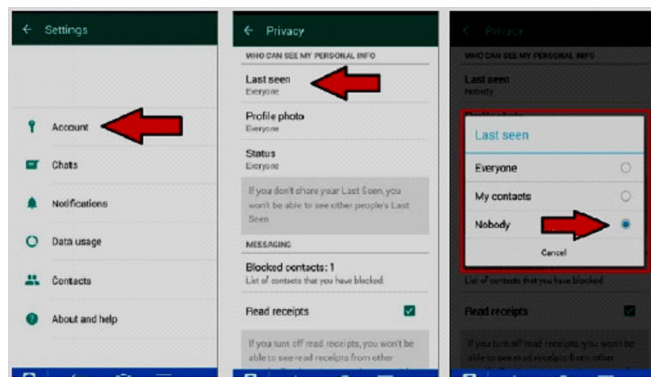 Settings
Account
Chats
Notifications
Data usage
Contacts
About and help
Privacy
WHO CAN SEE MY PERSONAL INFO
Last seen
Everyone
Profile photo
Everyone
Status
Everyone
If you don't share your Last Seen, you
won't be able to see other people's Last
Seen
MESSAGING
Blocked contacts: 1
List of contacts that you have blocked.
Read receipts
If you turn off read receipts, you won't be
able to see read receipts from other
Privacy
WHO CAN SEE MY PERSONAL INFO
Last seen
Nobody
Last seen
Everyone
My contacts
Nobody
Cancel
List of contacts that you have blocked.
Read receipts
If you turn off read receipts, you won't be
able to see read receipts from other